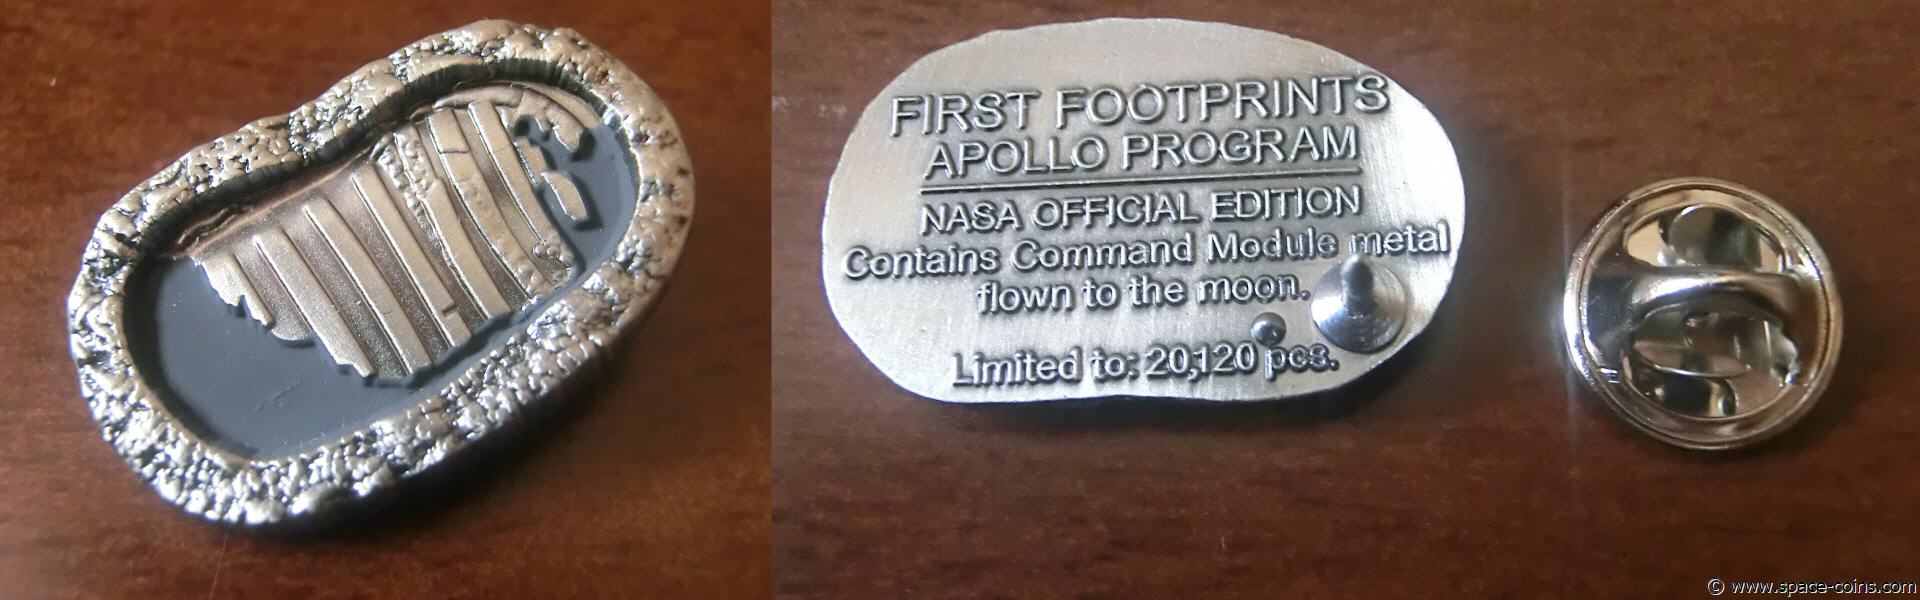 FIRST FOOTPRINTS
APOLLO PROGRAM
NASA OFFICIAL EDITION
Contains Command Module metal
flown to the moon.
Limited to: 20,120 pcs.
© www.space-coins.com